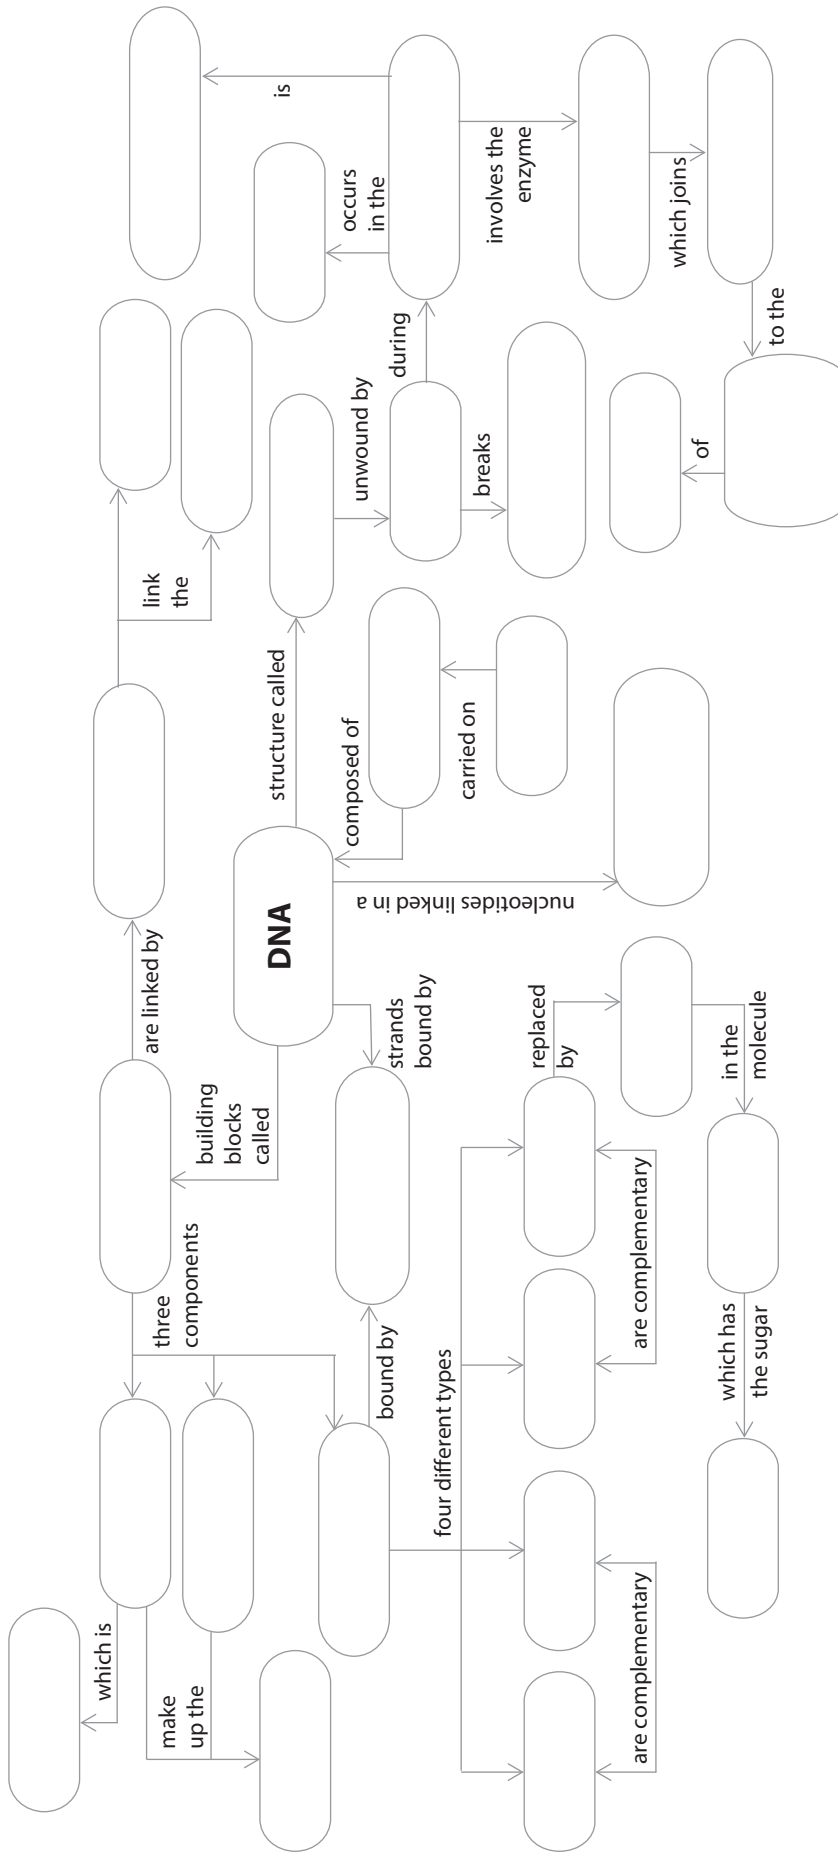 which is
make
up the
three
components
building
blocks
called
are linked by
link
the
DNA
structure called
unwound by
during
occurs
in the
is
involves the
enzyme
which joins
to the
of
breaks
composed of
carried on
nucleotides linked in a
strands
bound by
bound by
four different types
are complementary
are complementary
replaced
by
in the
molecule
which has
the sugar